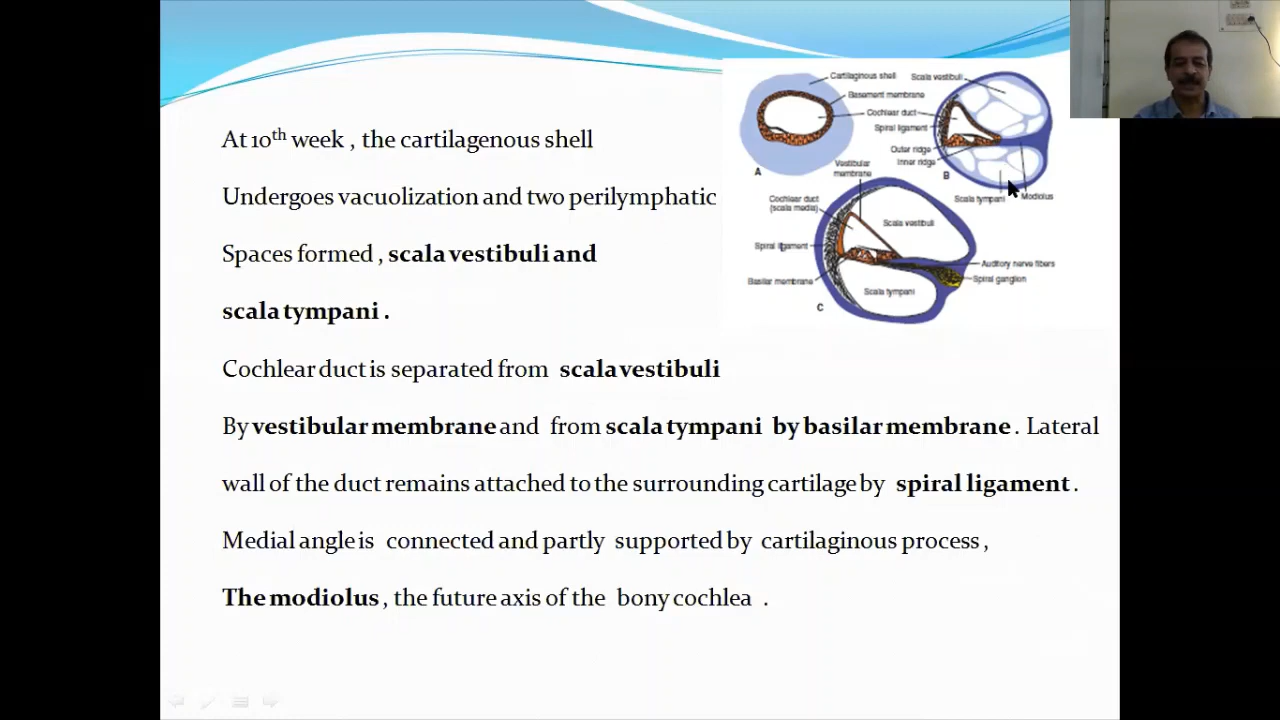 At 10th week , the cartilagenous shell
Undergoes vacuolization and two perilymphatic
Spaces formed , scala vestibuli and
scala tympani .
Cochlear duct is separated from scala vestibuli
By vestibular membrane and from scala tympani by basilar membrane . Lateral
wall of the duct remains attached to the surrounding cartilage by spiral ligament .
Medial angle is connected and partly supported by cartilaginous process ,
The modiolus , the future axis of the bony cochlea .
Cartilaginous shell
Basement membrane
Cochlear duct
A
Scala vestibuli
Spiral ligament
Outer ridge
Inner ridge
B
Scala tympani
Modiolus
Vestibular
membrane
Cochlear duct
(scala media)
Scala vestibuli
Spiral ligament
Basilar membrane
Auditory nerve fibers
Spiral ganglion
Scala tympani
C